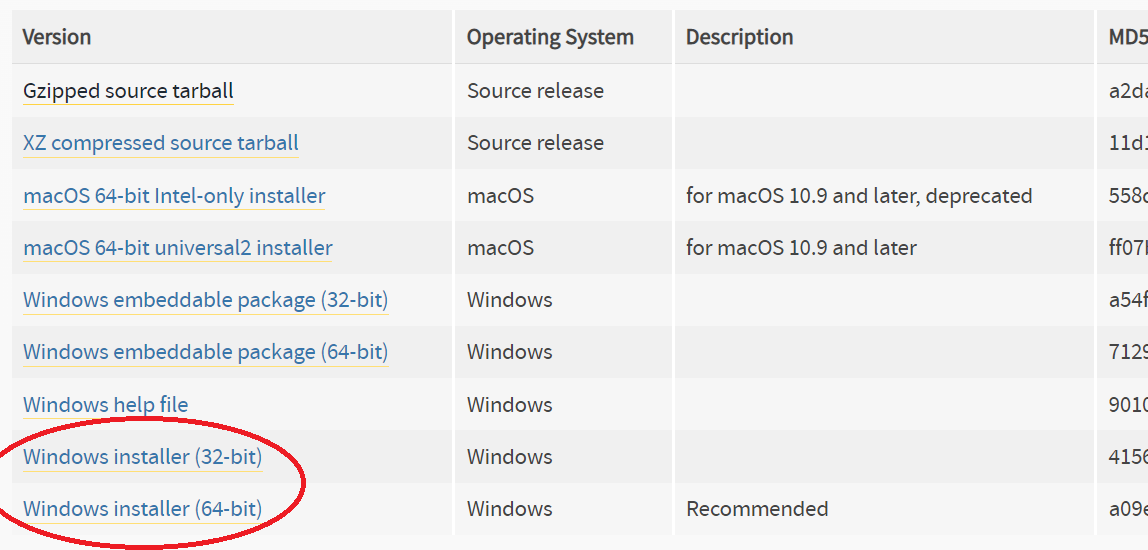 Version Operating System Description MD5
Gzipped source tarball Source release a2da
XZ compressed source tarball Source release 11d1
macOS 64-bit Intel-only installer macOS for macOS 10.9 and later, deprecated 558
macOS 64-bit universal2 installer macOS for macOS 10.9 and later ff07
Windows embeddable package (32-bit) Windows a54f
Windows embeddable package (64-bit) Windows 7129
Windows help file Windows 9010
Windows installer (32-bit) Windows 4156
Windows installer (64-bit) Windows Recommended a09e